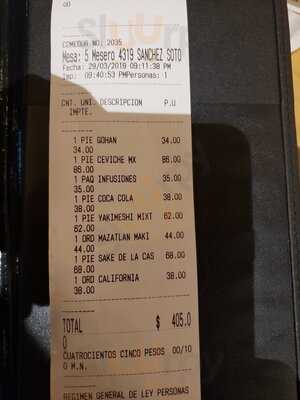 COMEDOR NO: 2035
Mesa: 5 Mesero 4319 SANCHEZ SOTO
Fecha: 29/03/2019 09:11:38 PM
Imp: 09:40:53 PMPersonas: 1
CNT. UNI. DESCRIPCION P.U
IMPTE.
1 PIE GOHAN 34.00
34.00
1 PIE CEVICHE MX 86.00
86.00
1 PAQ INFUSIONES 35.00
35.00
1 PIE COCA COLA 38.00
38.00
1 PIE YAKIMESHI MIXT 62.00
62.00
1 ORD MAZATLAN MAKI 44.00
44.00
1 PIE SAKE DE LA CAS 68.00
68.00
1 ORD CALIFORNIA 38.00
38.00
TOTAL $ 405.0
0
CUATROCIENTOS CINCO PESOS 00/10
0 M.N.
REGIMEN GENERAL DE LEY PERSONAS